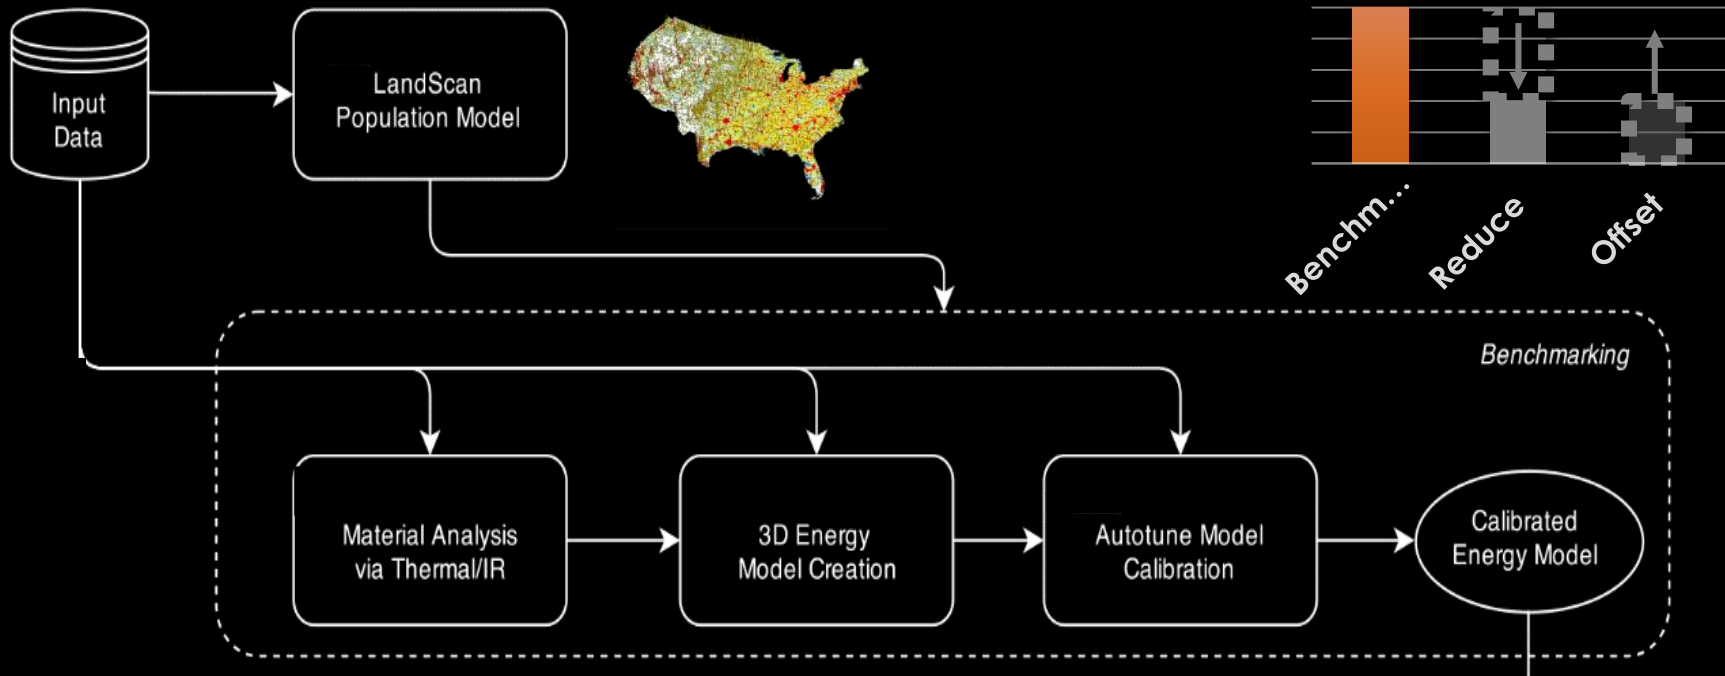 Input
Data
LandScan
Population Model
Benchm...
Reduce
Offset
Benchmarking
Material Analysis
via Thermal/IR
3D Energy
Model Creation
Autotune Model
Calibration
Calibrated
Energy Model